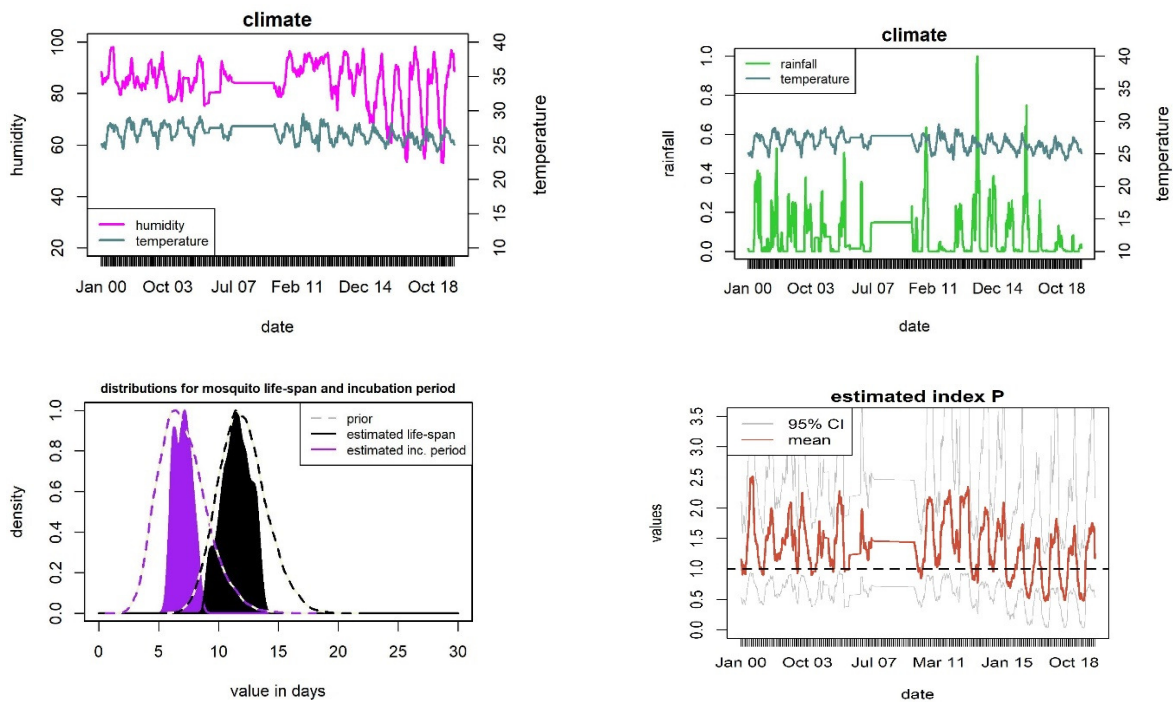 climate
humidity
100
80
60
40
20
humidity
temperature
40
35
30
25
20
15
10
temperature
Jan 00 Oct 03 Jul 07 Feb 11 Dec 14 Oct 18
date
climate
rainfall
1.0
0.8
0.6
0.4
0.2
0.0
rainfall
temperature
40
35
30
25
20
15
10
temperature
Jan 00 Oct 03 Jul 07 Feb 11 Dec 14 Oct 18
date
distributions for mosquito life-span and incubation period
density
1.0
0.8
0.6
0.4
0.2
0.0
prior
estimated life-span
estimated inc. period
0 5 10 15 20 25 30
value in days
estimated index P
values
3.5
3.0
2.5
2.0
1.5
1.0
0.5
0.0
95% CI
mean
Jan 00 Oct 03 Jul 07 Mar 11 Jan 15 Oct 18
date